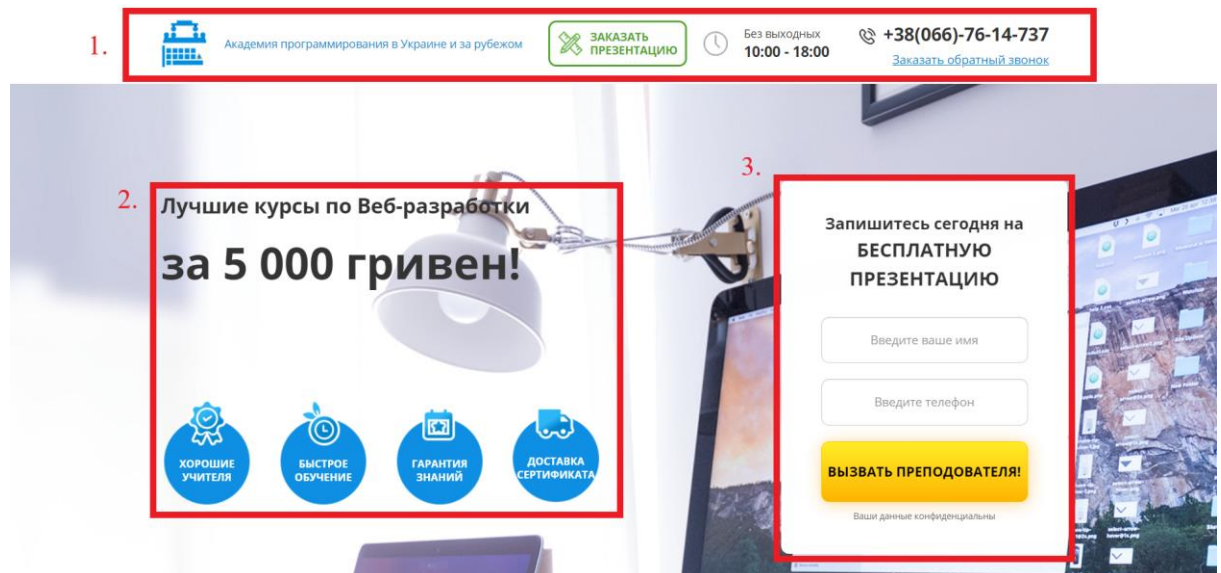 1.
Академия программирования в Украине и за рубежом
ЗАКАЗАТЬ
ПРЕЗЕНТАЦИЮ
Без выходных
10:00 - 18:00
+38(066)-76-14-737
Заказать обратный звонок
2.
Лучшие курсы по Веб-разработки
за 5 000 гривен!
ХОРОШИЕ
УЧИТЕЛЯ
БЫСТРОЕ
ОБУЧЕНИЕ
ГАРАНТИЯ
ЗНАНИЙ
ДОСТАВКА
СЕРТИФИКАТА
3.
Запишитесь сегодня на
БЕСПЛАТНУЮ
ПРЕЗЕНТАЦИЮ
Введите ваше имя
Введите телефон
ВЫЗВАТЬ ПРЕПОДОВАТЕЛЯ!
Ваши данные конфиденциальны